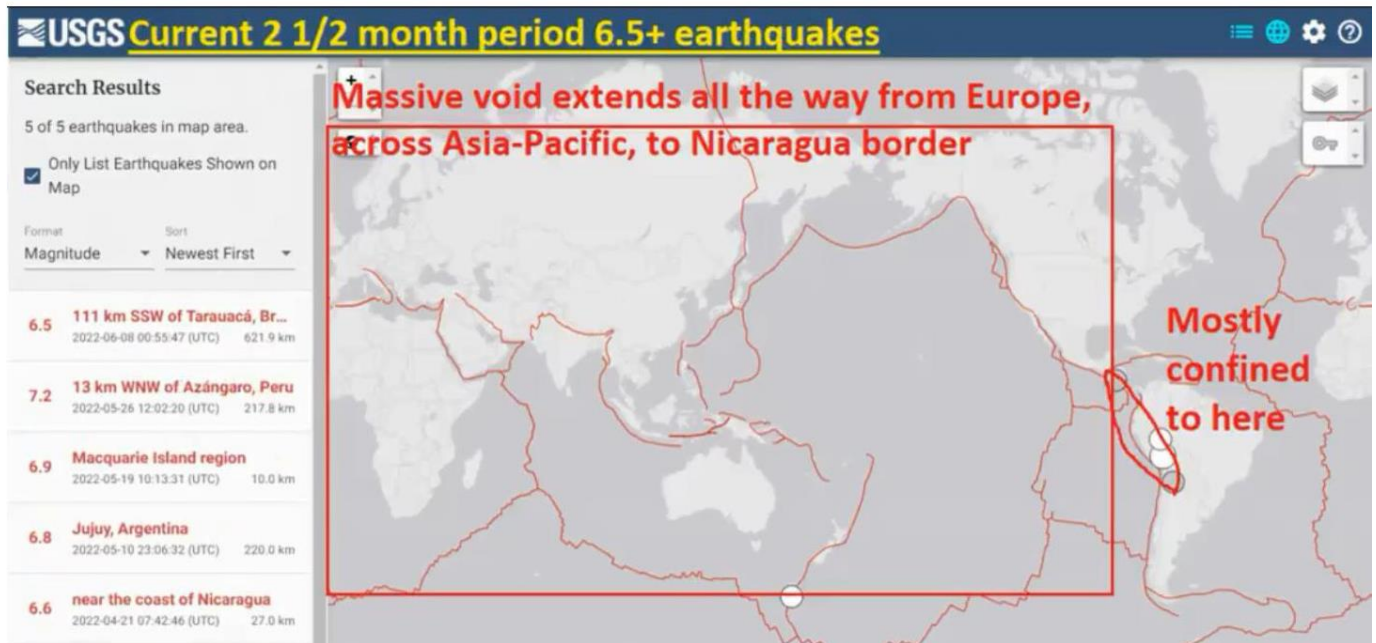 USGS Current 2 1/2 month period 6.5+ earthquakes
Search Results
5 of 5 earthquakes in map area.
Only List Earthquakes Shown on
Map
Format Sort
Magnitude Newest First
6.5 111 km SSW of Tarauacá, Br...
2022-06-08 00:55:47 (UTC) 621.9 km
7.2 13 km WNW of Azángaro, Peru
2022-05-26 12:02:20 (UTC) 217.8 km
6.9 Macquarie Island region
2022-05-19 10:13:31 (UTC) 10.0 km
6.8 Jujuy, Argentina
2022-05-10 23:06:32 (UTC) 220.0 km
6.6 near the coast of Nicaragua
2022-04-21 07:42:46 (UTC) 27.0 km
+
Massive void extends all the way from Europe,
across Asia-Pacific, to Nicaragua border
Mostly
confined
to here